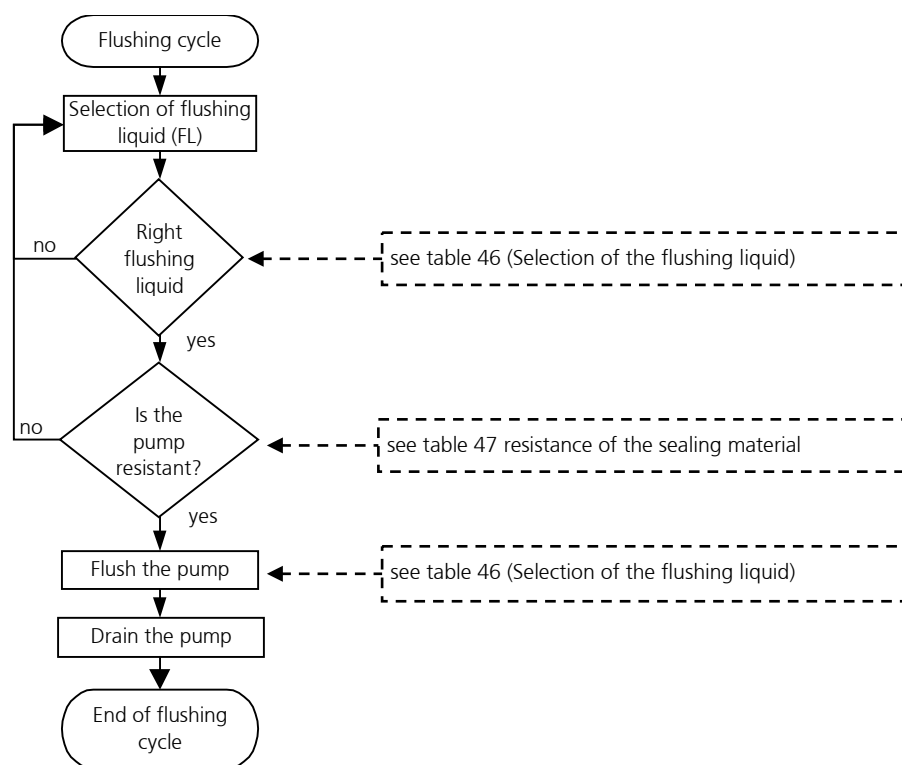 Flushing cycle
Selection of flushing
liquid (FL)
Right
flushing
liquid
no
see table 46 (Selection of the flushing liquid)
yes
Is the
pump
resistant?
no
see table 47 resistance of the sealing material
yes
Flush the pump
see table 46 (Selection of the flushing liquid)
Drain the pump
End of flushing
cycle